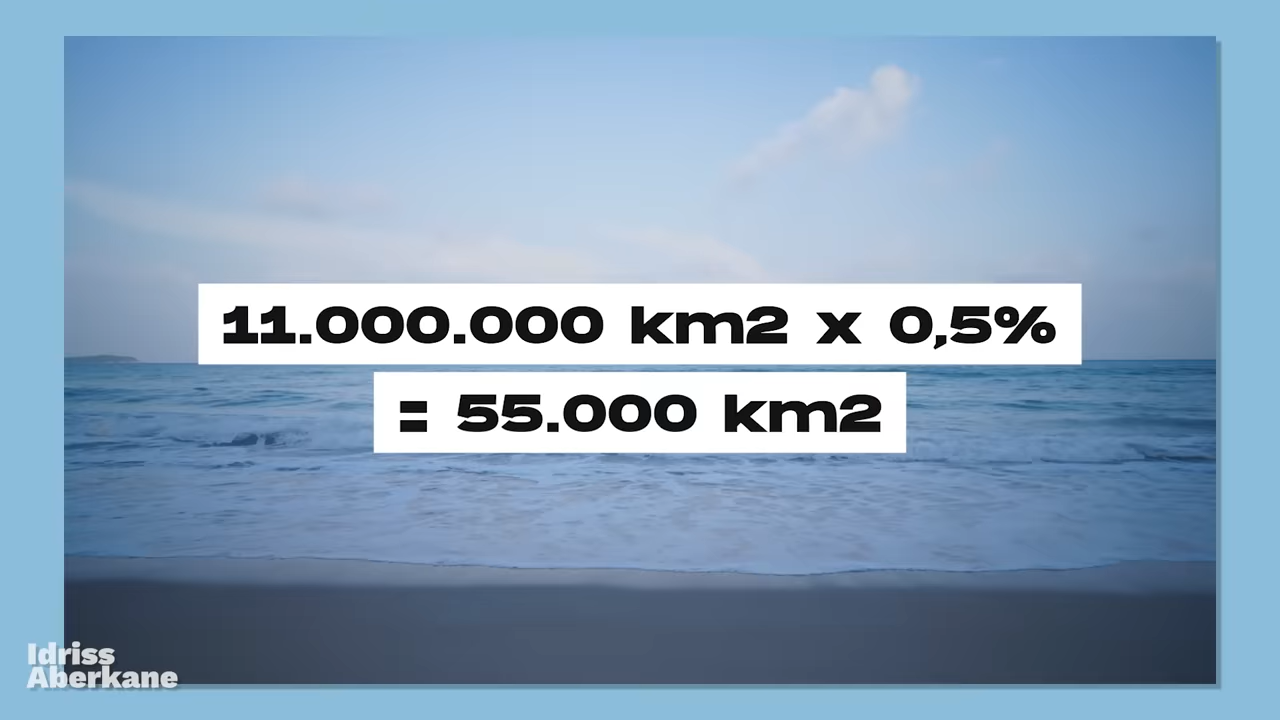 11.000.000 km2 x 0,5%
= 55.000 km2
Idriss
Aberkane